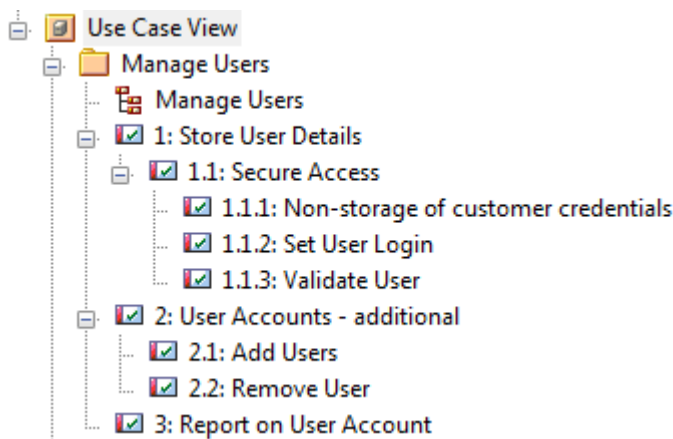 Use Case View
Manage Users
Manage Users
1: Store User Details
1.1: Secure Access
1.1.1: Non-storage of customer credentials
1.1.2: Set User Login
1.1.3: Validate User
2: User Accounts - additional
2.1: Add Users
2.2: Remove User
3: Report on User Account